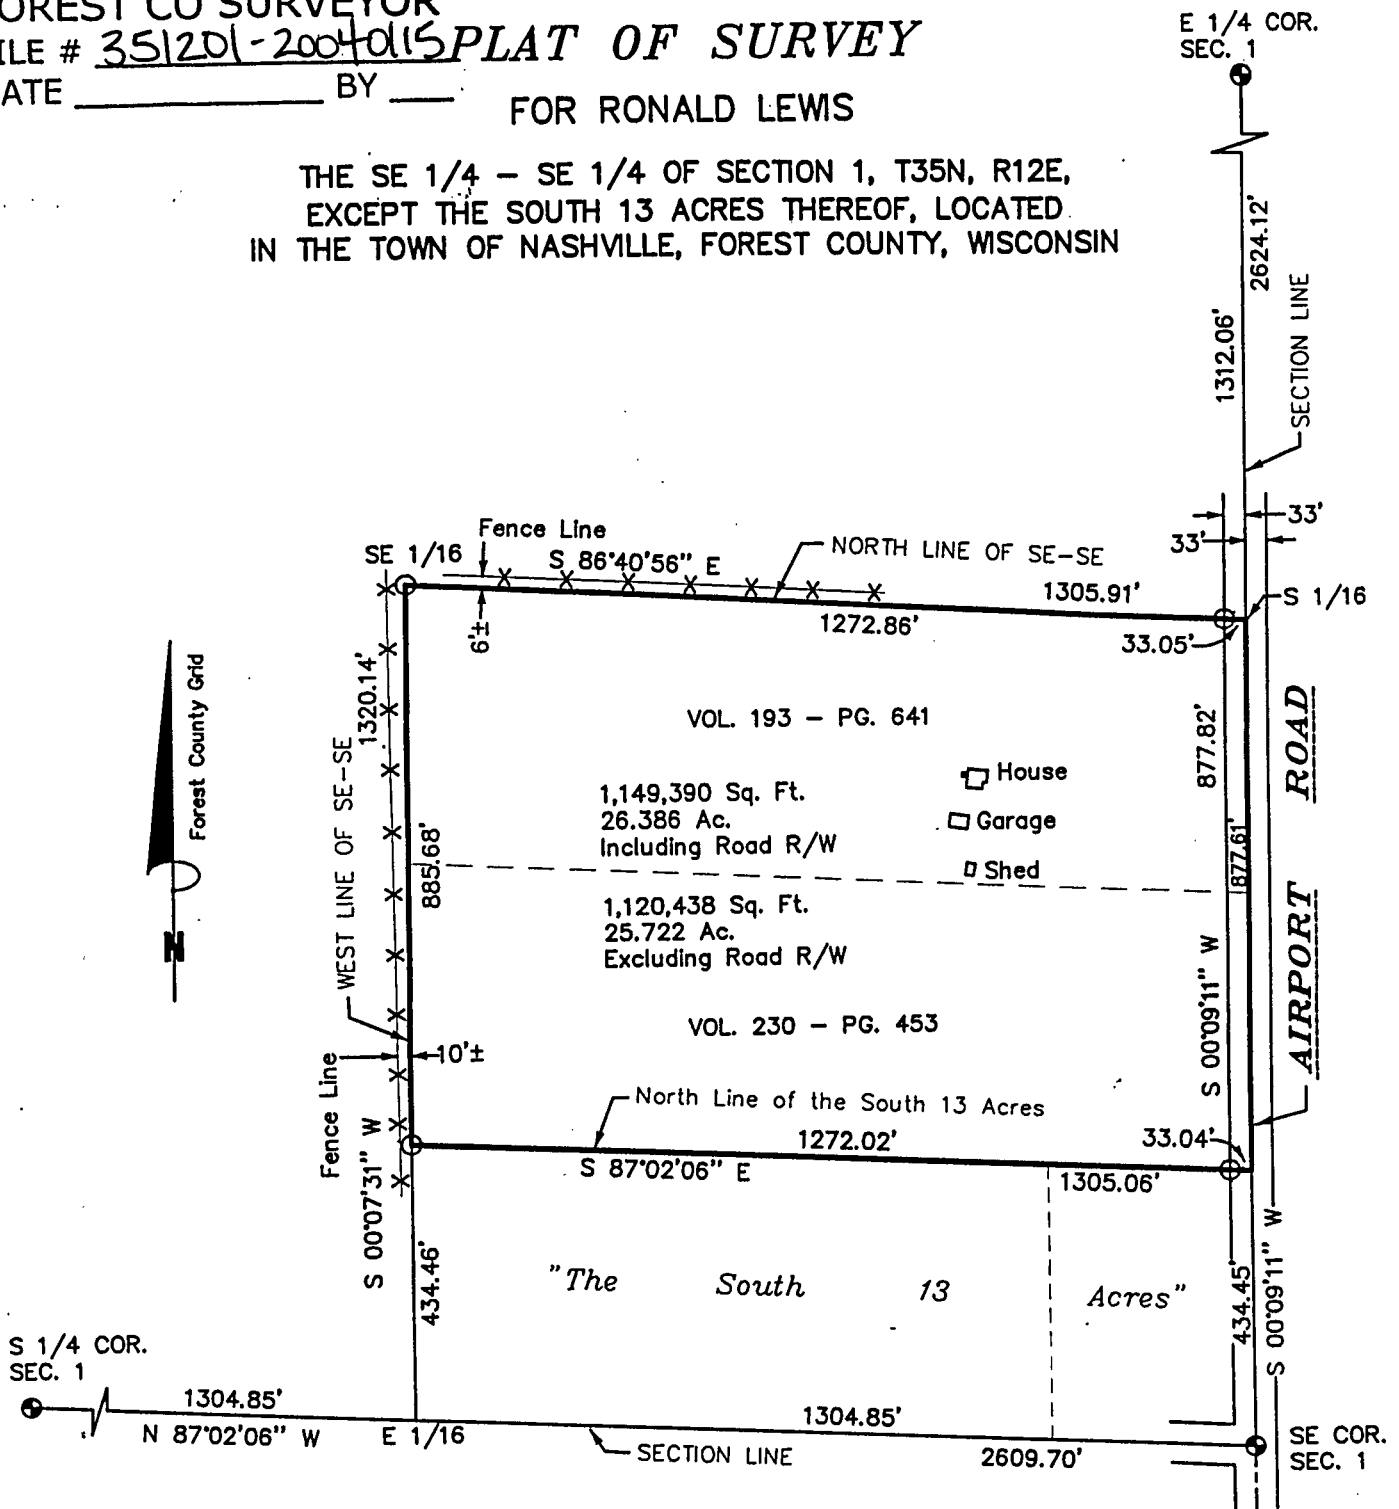 OREST CO SURVEYOR
ILE # 351201-20040115
ATE ____________ BY ____
PLAT OF SURVEY
FOR RONALD LEWIS
THE SE 1/4 – SE 1/4 OF SECTION 1, T35N, R12E,
EXCEPT THE SOUTH 13 ACRES THEREOF, LOCATED
IN THE TOWN OF NASHVILLE, FOREST COUNTY, WISCONSIN
E 1/4 COR.
SEC. 1
2624.12'
1312.06'
SECTION LINE
33'
33'
Fence Line
SE 1/16
S 86°40'56" E
NORTH LINE OF SE-SE
1305.91'
S 1/16
6'±
1272.86'
33.05'
Forest County Grid
N
1320.14'
WEST LINE OF SE-SE
885.68'
VOL. 193 – PG. 641
877.82'
ROAD
House
1,149,390 Sq. Ft.
26.386 Ac.
Including Road R/W
Garage
Shed
877.61'
1,120,438 Sq. Ft.
25.722 Ac.
Excluding Road R/W
AIRPORT
S 00°09'11" W
VOL. 230 – PG. 453
10'±
Fence Line
North Line of the South 13 Acres
1272.02'
33.04'
S 87°02'06" E
1305.06'
S 00°07'31" W
434.46'
"The South 13 Acres"
434.45'
S 00°09'11" W
S 1/4 COR.
SEC. 1
1304.85'
N 87°02'06" W
E 1/16
1304.85'
SECTION LINE
2609.70'
SE COR.
SEC. 1